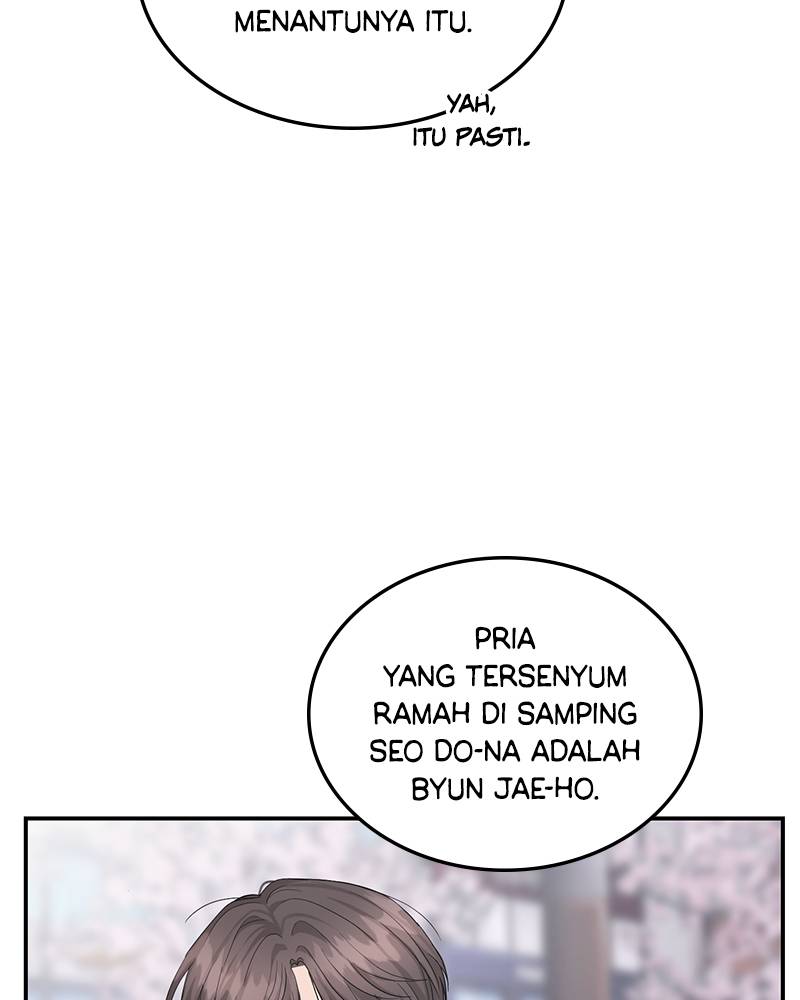 MENANTUNYA ITU.
YAH,
ITU PASTI.
PRIA
YANG TERSENYUM
RAMAH DI SAMPING
SEO DO-NA ADALAH
BYUN JAE-HO.